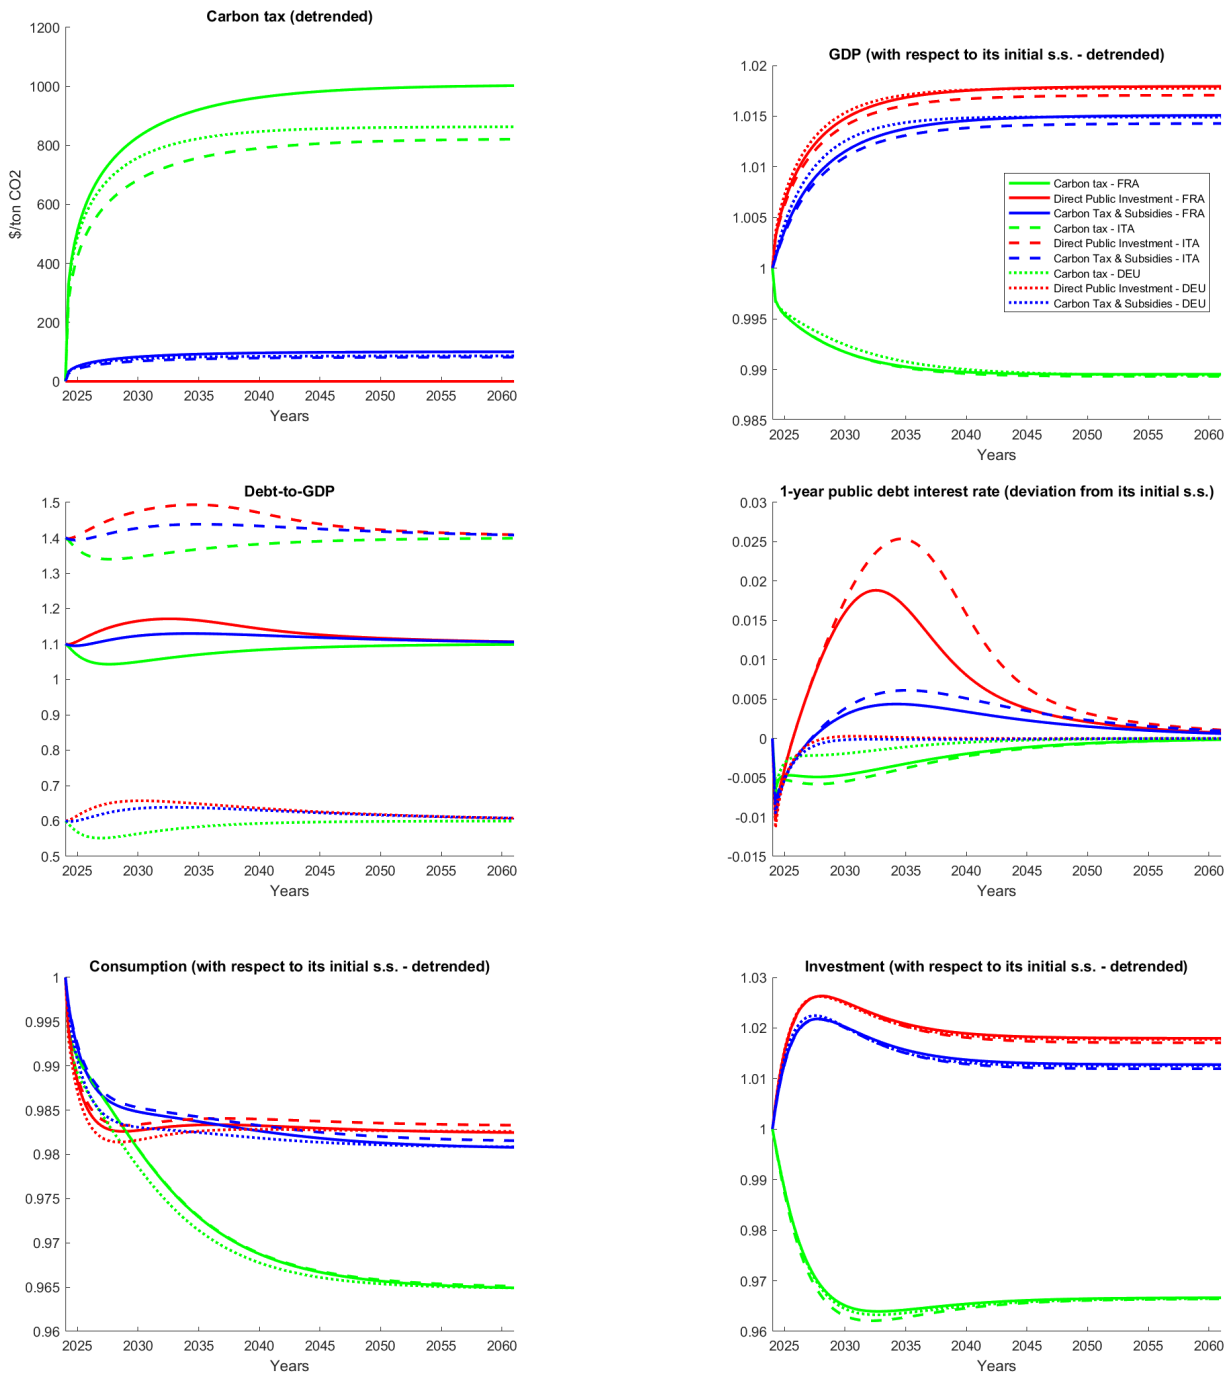 Carbon tax (detrended)
1200
1000
800
600
400
200
0
$/ton CO2
2025 2030 2035 2040 2045 2050 2055 2060
Years
GDP (with respect to its initial s.s. - detrended)
1.02
1.015
1.01
1.005
1
0.995
0.99
0.985
Carbon tax - FRA
Direct Public Investment - FRA
Carbon Tax & Subsidies - FRA
Carbon tax - ITA
Direct Public Investment - ITA
Carbon Tax & Subsidies - ITA
Carbon tax - DEU
Direct Public Investment - DEU
Carbon Tax & Subsidies - DEU
2025 2030 2035 2040 2045 2050 2055 2060
Years
Debt-to-GDP
1.5
1.4
1.3
1.2
1.1
1
0.9
0.8
0.7
0.6
0.5
2025 2030 2035 2040 2045 2050 2055 2060
Years
1-year public debt interest rate (deviation from its initial s.s.)
0.03
0.025
0.02
0.015
0.01
0.005
0
-0.005
-0.01
-0.015
2025 2030 2035 2040 2045 2050 2055 2060
Years
Consumption (with respect to its initial s.s. - detrended)
1
0.995
0.99
0.985
0.98
0.975
0.97
0.965
0.96
2025 2030 2035 2040 2045 2050 2055 2060
Years
Investment (with respect to its initial s.s. - detrended)
1.03
1.02
1.01
1
0.99
0.98
0.97
0.96
2025 2030 2035 2040 2045 2050 2055 2060
Years